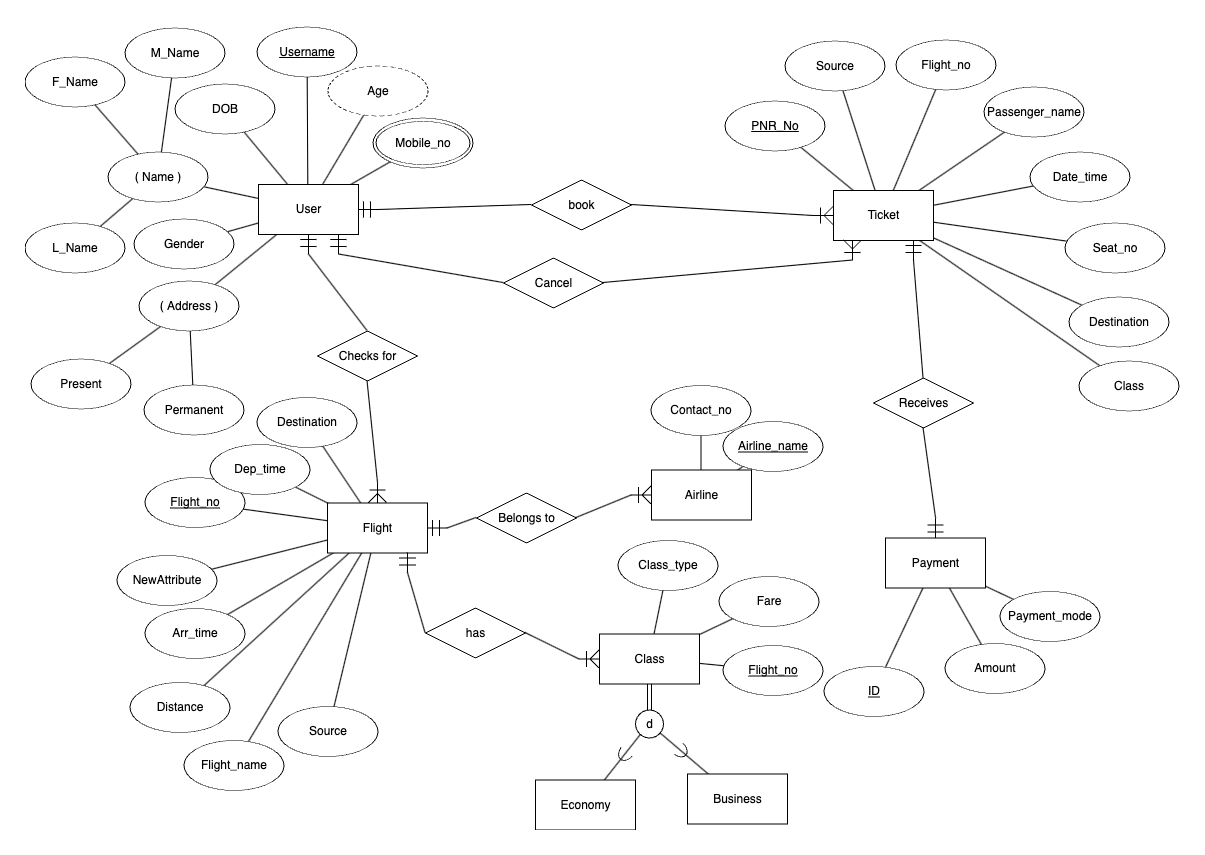 M_Name
Username
F_Name
Age
DOB
Mobile_no
( Name )
User
L_Name
Gender
( Address )
Present
Permanent
book
Cancel
Checks for
Source
Flight_no
PNR_No
Passenger_name
Date_time
Ticket
Seat_no
Destination
Class
Receives
Destination
Dep_time
Flight_no
Flight
NewAttribute
Arr_time
Distance
Flight_name
Source
Belongs to
Contact_no
Airline_name
Airline
has
Class_type
Fare
Class
Flight_no
d
Economy
Business
Payment
Payment_mode
Amount
ID